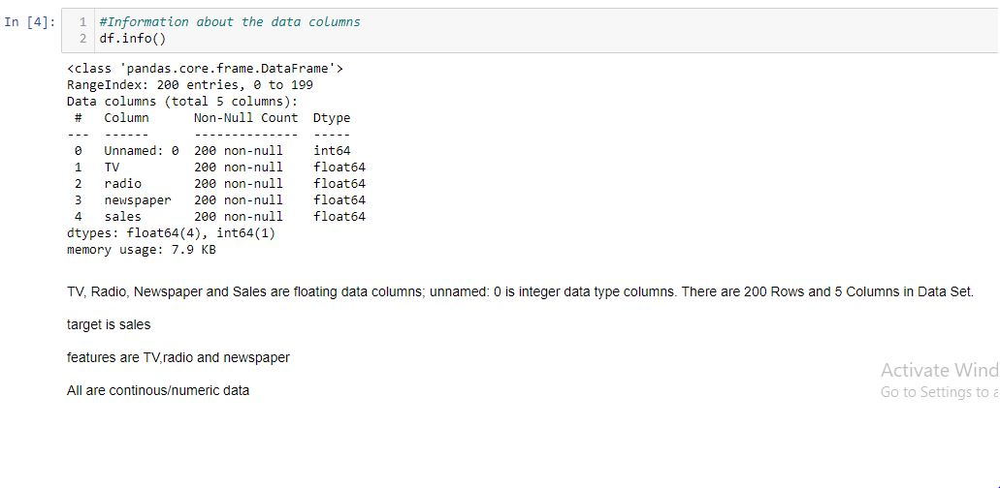 In [4]:
1 #Information about the data columns
2 df.info()
<class 'pandas.core.frame.DataFrame'>
RangeIndex: 200 entries, 0 to 199
Data columns (total 5 columns):
# Column Non-Null Count Dtype
--- ------ -------------- -----
0 Unnamed: 0 200 non-null int64
1 TV 200 non-null float64
2 radio 200 non-null float64
3 newspaper 200 non-null float64
4 sales 200 non-null float64
dtypes: float64(4), int64(1)
memory usage: 7.9 KB
TV, Radio, Newspaper and Sales are floating data columns; unnamed: 0 is integer data type columns. There are 200 Rows and 5 Columns in Data Set.
target is sales
features are TV,radio and newspaper
All are continous/numeric data
Activate Wind
Go to Settings to a